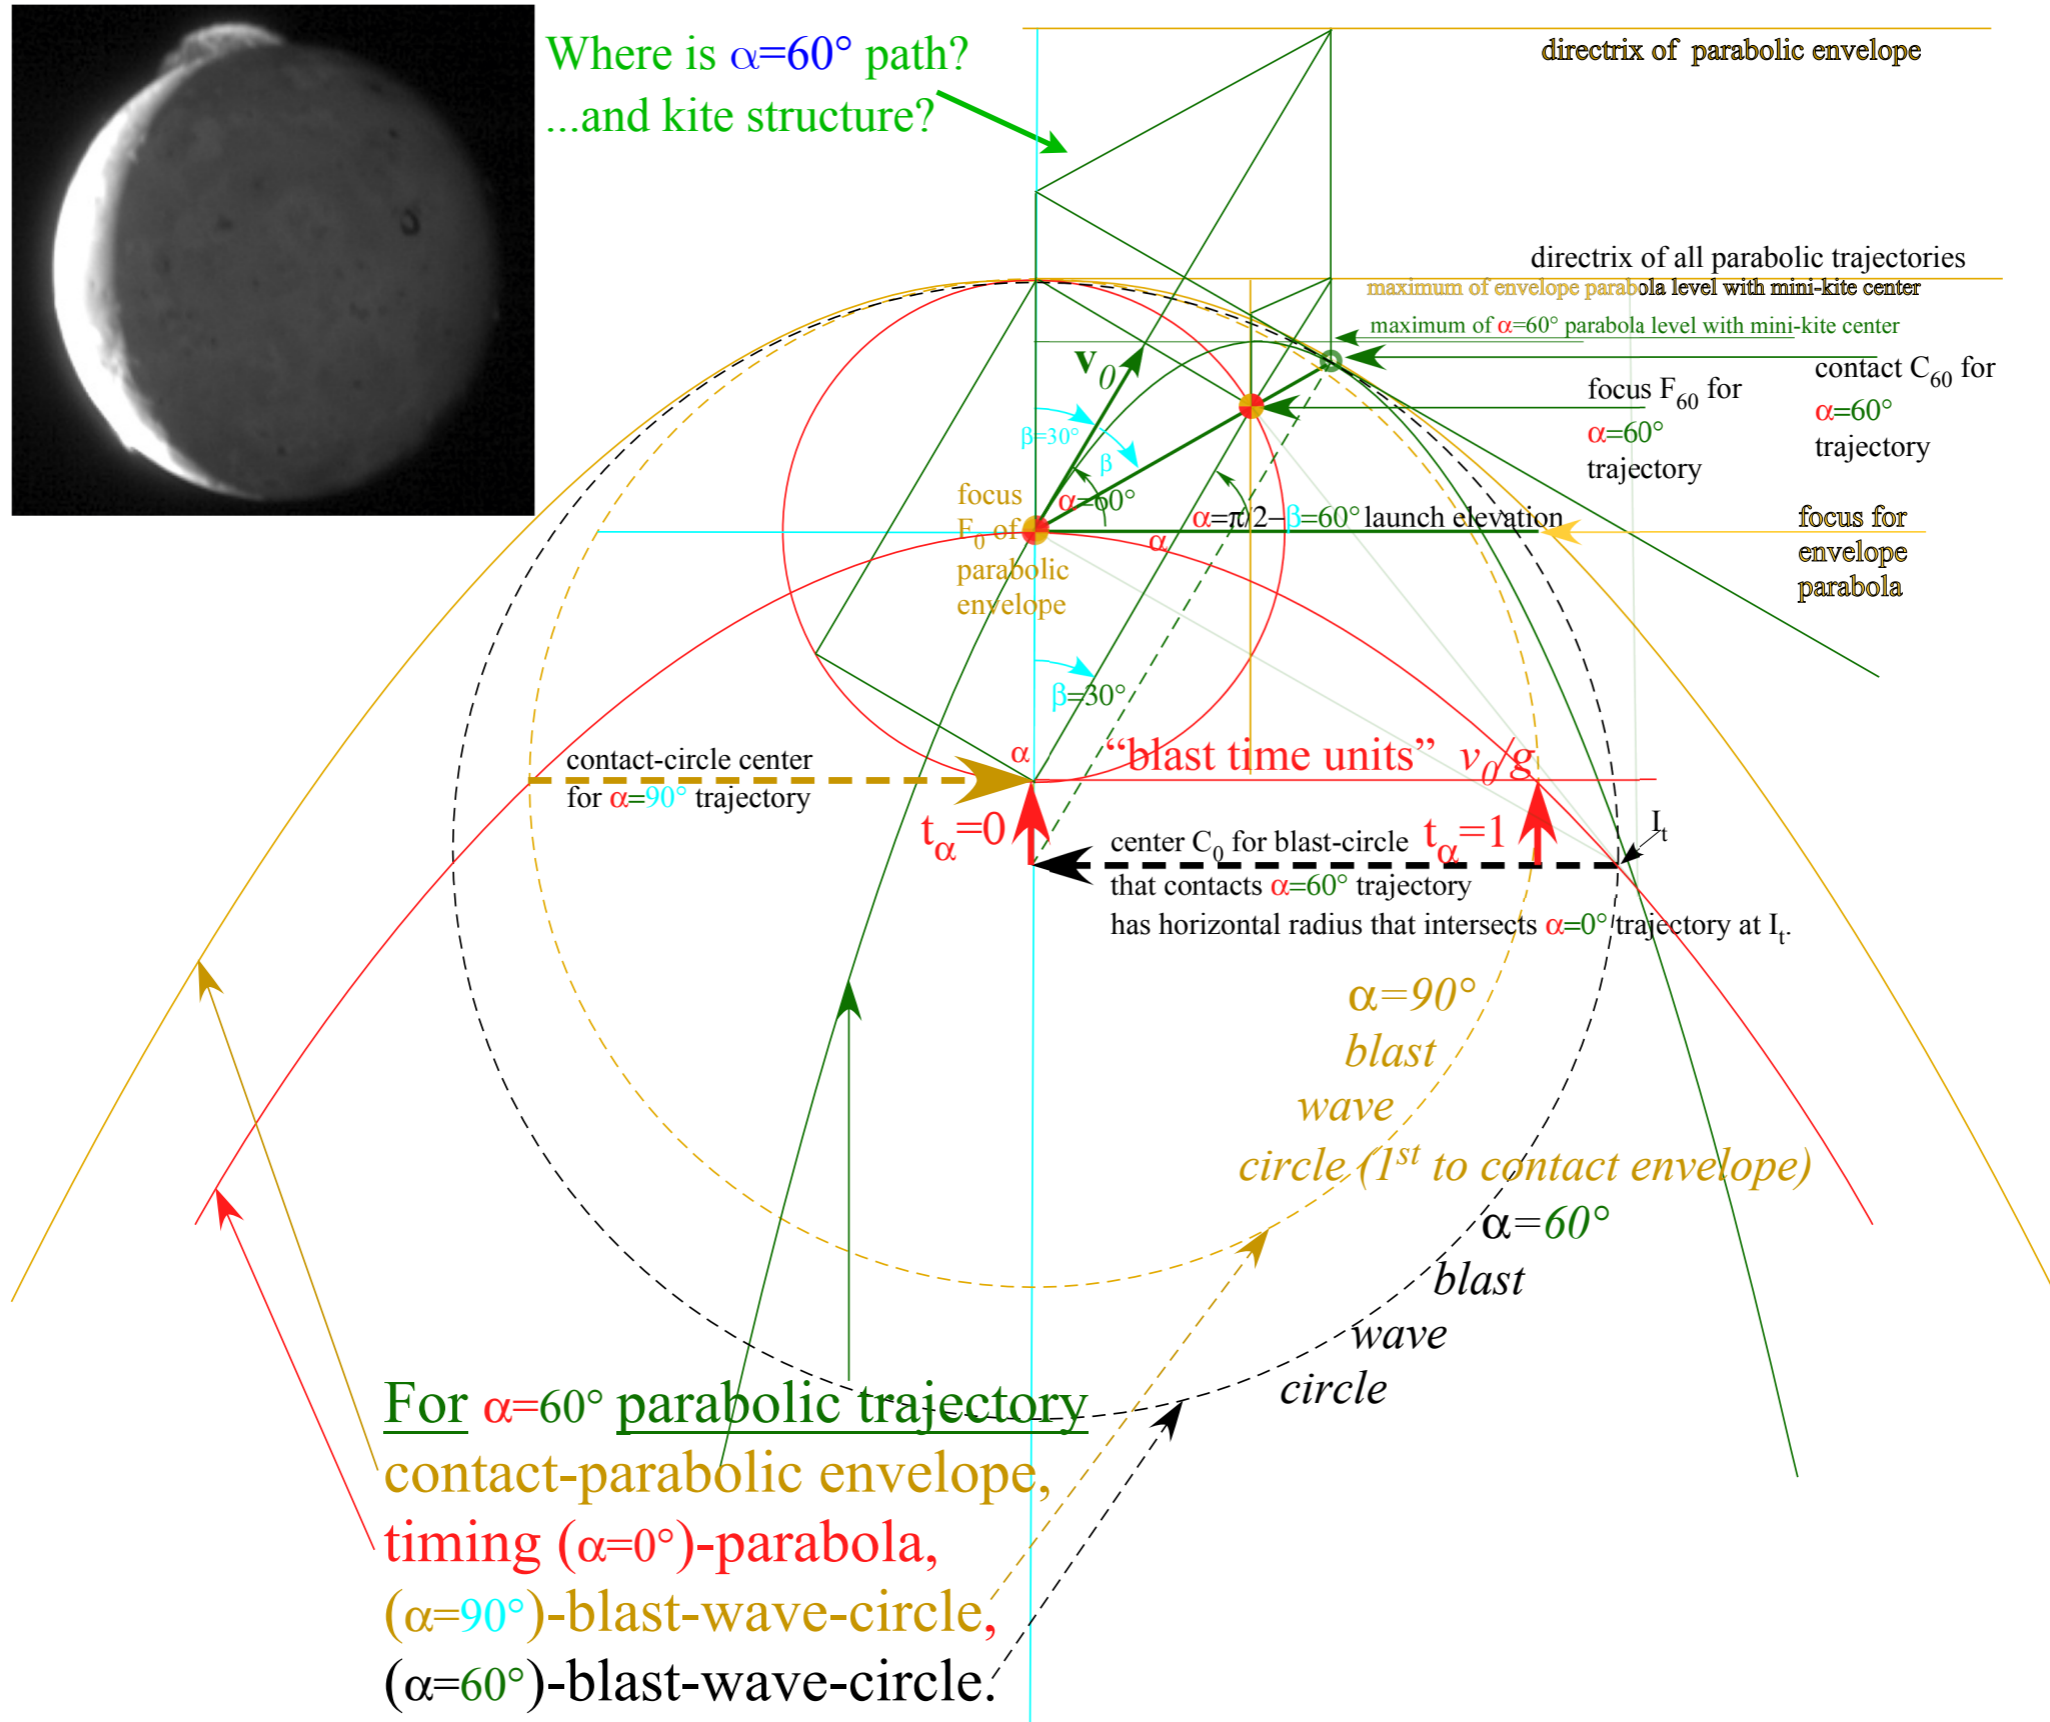 Where is α=60° path?
...and kite structure?
directrix of parabolic envelope
directrix of all parabolic trajectories
maximum of envelope parabola level with mini-kite center
maximum of α=60° parabola level with mini-kite center
contact C60 for
α=60°
trajectory
focus F60 for
α=60°
trajectory
v0
β=30°
β
α=60°
focus
F0 of
parabolic
envelope
α=π/2−β=60° launch elevation
α
focus for
envelope
parabola
β=30°
contact-circle center
for α=90° trajectory
α
“blast time units” v0/g
tα=0
tα=1
It
center C0 for blast-circle
that contacts α=60° trajectory
has horizontal radius that intersects α=0° trajectory at It.
α=90°
blast
wave
circle (1st to contact envelope)
α=60°
blast
wave
circle
For α=60° parabolic trajectory
contact-parabolic envelope,
timing (α=0°)-parabola,
(α=90°)-blast-wave-circle,
(α=60°)-blast-wave-circle.